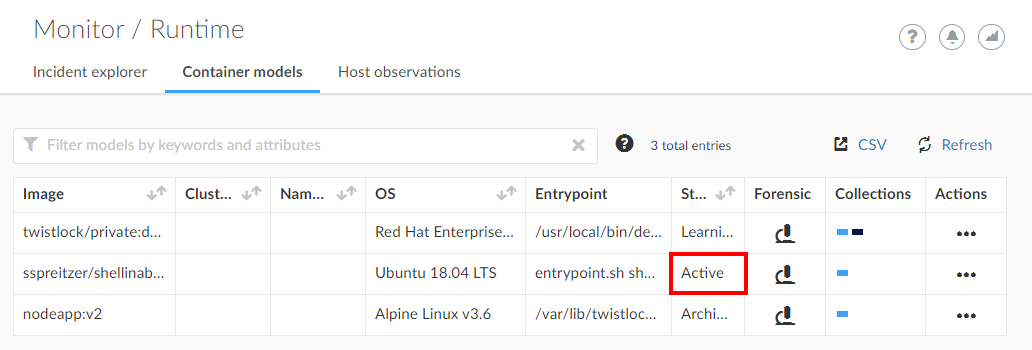 Monitor / Runtime
Incident explorer Container models Host observations
Filter models by keywords and attributes 3 total entries CSV Refresh
Image Clust... Nam... OS Entrypoint St... Forensic Collections Actions
twistlock/private:d... Red Hat Enterprise... /usr/local/bin/de... Learni...
sspreitzer/shellinab... Ubuntu 18.04 LTS entrypoint.sh sh... Active
nodeapp:v2 Alpine Linux v3.6 /var/lib/twistloc... Archi...